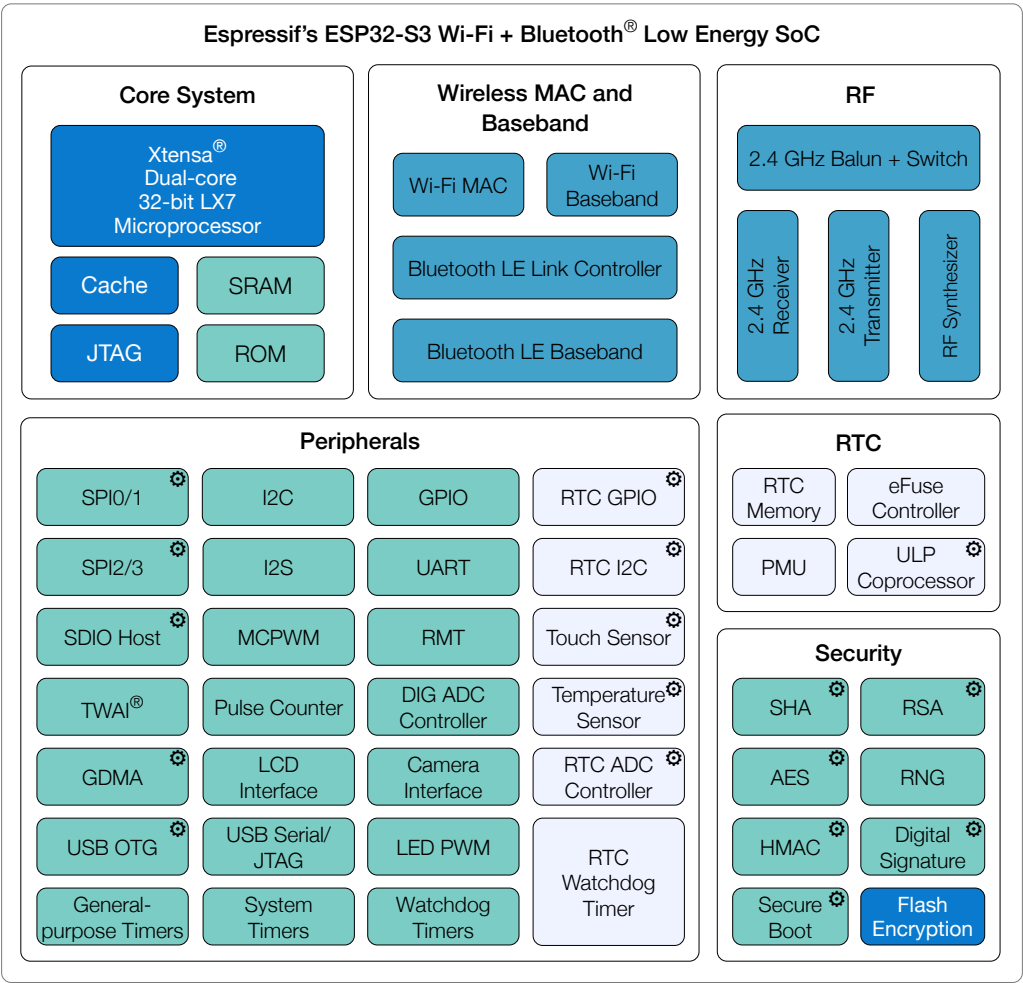 Espressif's ESP32-S3 Wi-Fi + Bluetooth® Low Energy SoC
Core System
Xtensa®
Dual-core
32-bit LX7
Microprocessor
Cache
SRAM
JTAG
ROM
Wireless MAC and
Baseband
Wi-Fi MAC
Wi-Fi
Baseband
Bluetooth LE Link Controller
Bluetooth LE Baseband
RF
2.4 GHz Balun + Switch
2.4 GHz
Receiver
2.4 GHz
Transmitter
RF Synthesizer
Peripherals
SPI0/1
I2C
GPIO
RTC GPIO
SPI2/3
I2S
UART
RTC I2C
SDIO Host
MCPWM
RMT
Touch Sensor
TWAI®
Pulse Counter
DIG ADC
Controller
Temperature
Sensor
GDMA
LCD
Interface
Camera
Interface
RTC ADC
Controller
USB OTG
USB Serial/
JTAG
LED PWM
RTC
Watchdog
Timer
General-
purpose Timers
System
Timers
Watchdog
Timers
RTC
RTC
Memory
eFuse
Controller
PMU
ULP
Coprocessor
Security
SHA
RSA
AES
RNG
HMAC
Digital
Signature
Secure
Boot
Flash
Encryption